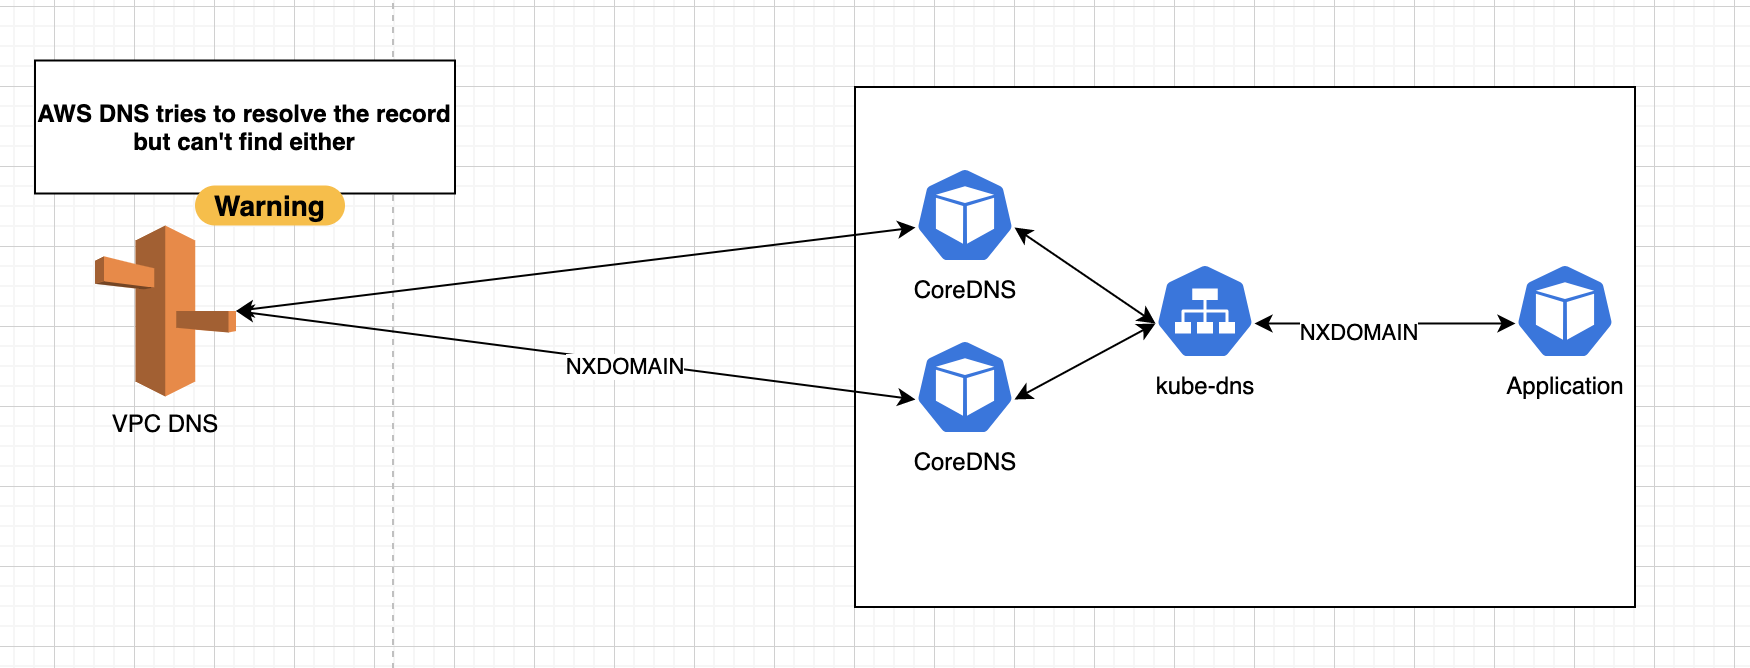 AWS DNS tries to resolve the record
but can't find either
Warning
VPC DNS
NXDOMAIN
CoreDNS
CoreDNS
kube-dns
NXDOMAIN
Application